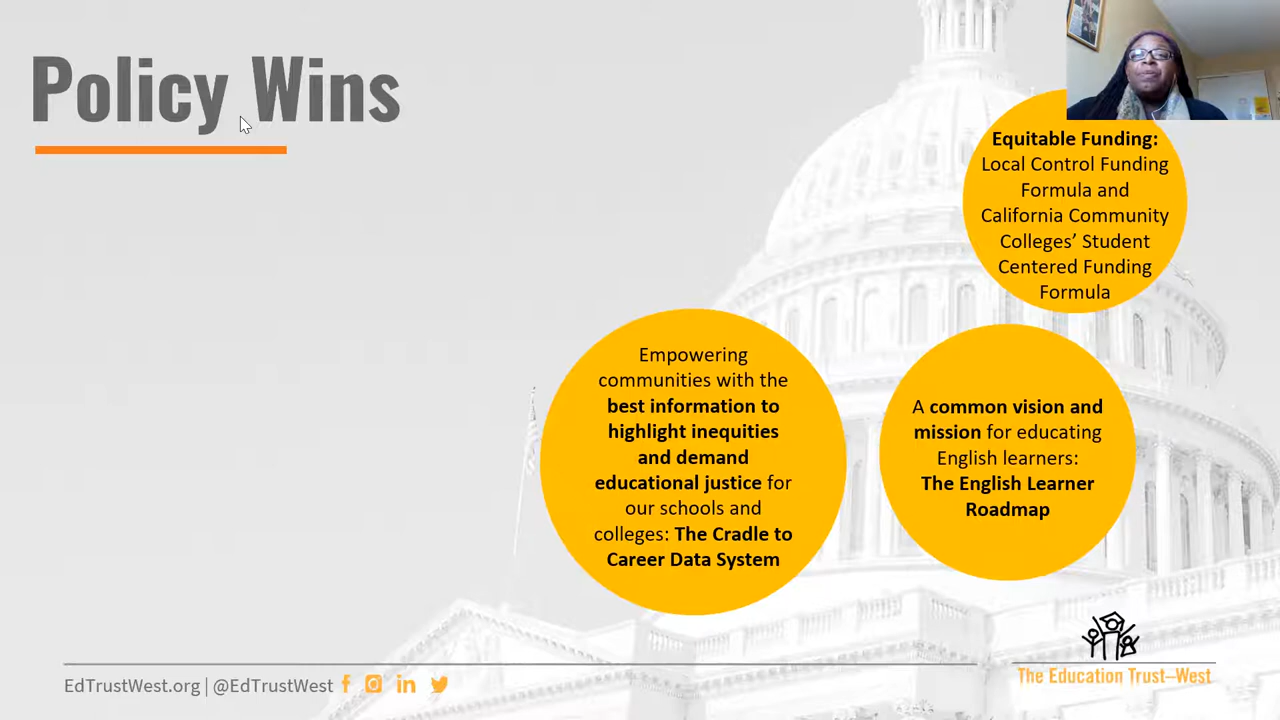 Policy Wins
Equitable Funding:
Local Control Funding
Formula and
California Community
Colleges’ Student
Centered Funding
Formula
Empowering
communities with the
best information to
highlight inequities
and demand
educational justice for
our schools and
colleges: The Cradle to
Career Data System
A common vision and
mission for educating
English learners:
The English Learner
Roadmap
EdTrustWest.org | @EdTrustWest
The Education Trust–West